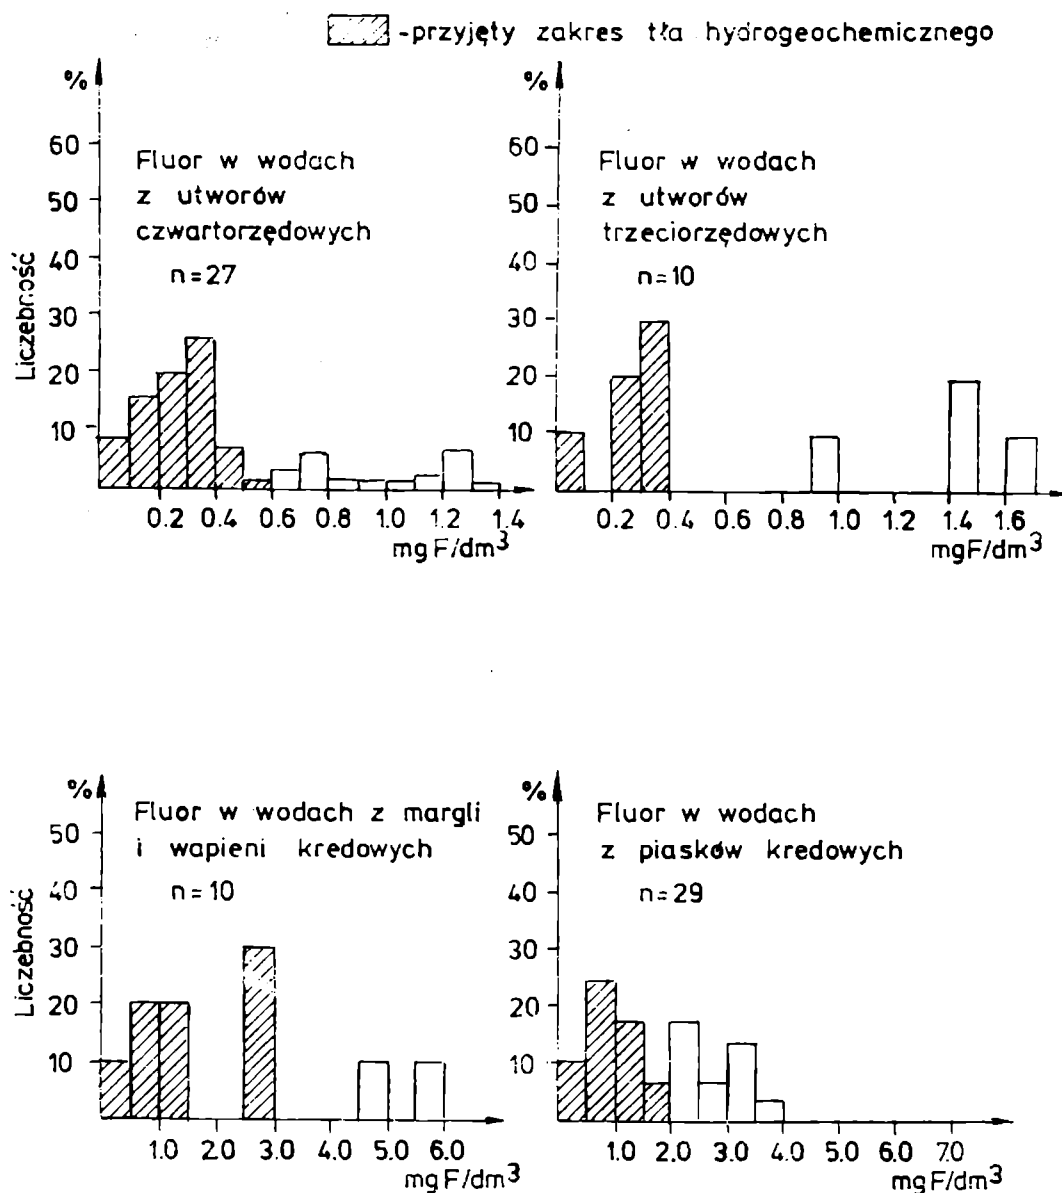 -przyjęty zakres tła hydrogeochemicznego
%
60
50
40
30
20
10
Liczebność
Fluor w wodach
z utworów
czwartorzędowych
n=27
0.2 0.4 0.6 0.8 1.0 1.2 1.4
mgF/dm³
%
60
50
40
30
20
10
Fluor w wodach
z utworów
trzeciorzędowych
n=10
0.2 0.4 0.6 0.8 1.0 1.2 1.4 1.6
mgF/dm³
%
50
40
30
20
10
Liczebność
Fluor w wodach z margli
i wapieni kredowych
n=10
1.0 2.0 3.0 4.0 5.0 6.0
mgF/dm³
%
50
40
30
20
10
Fluor w wodach
z piasków kredowych
n=29
1.0 2.0 3.0 4.0 5.0 6.0 7.0
mgF/dm³